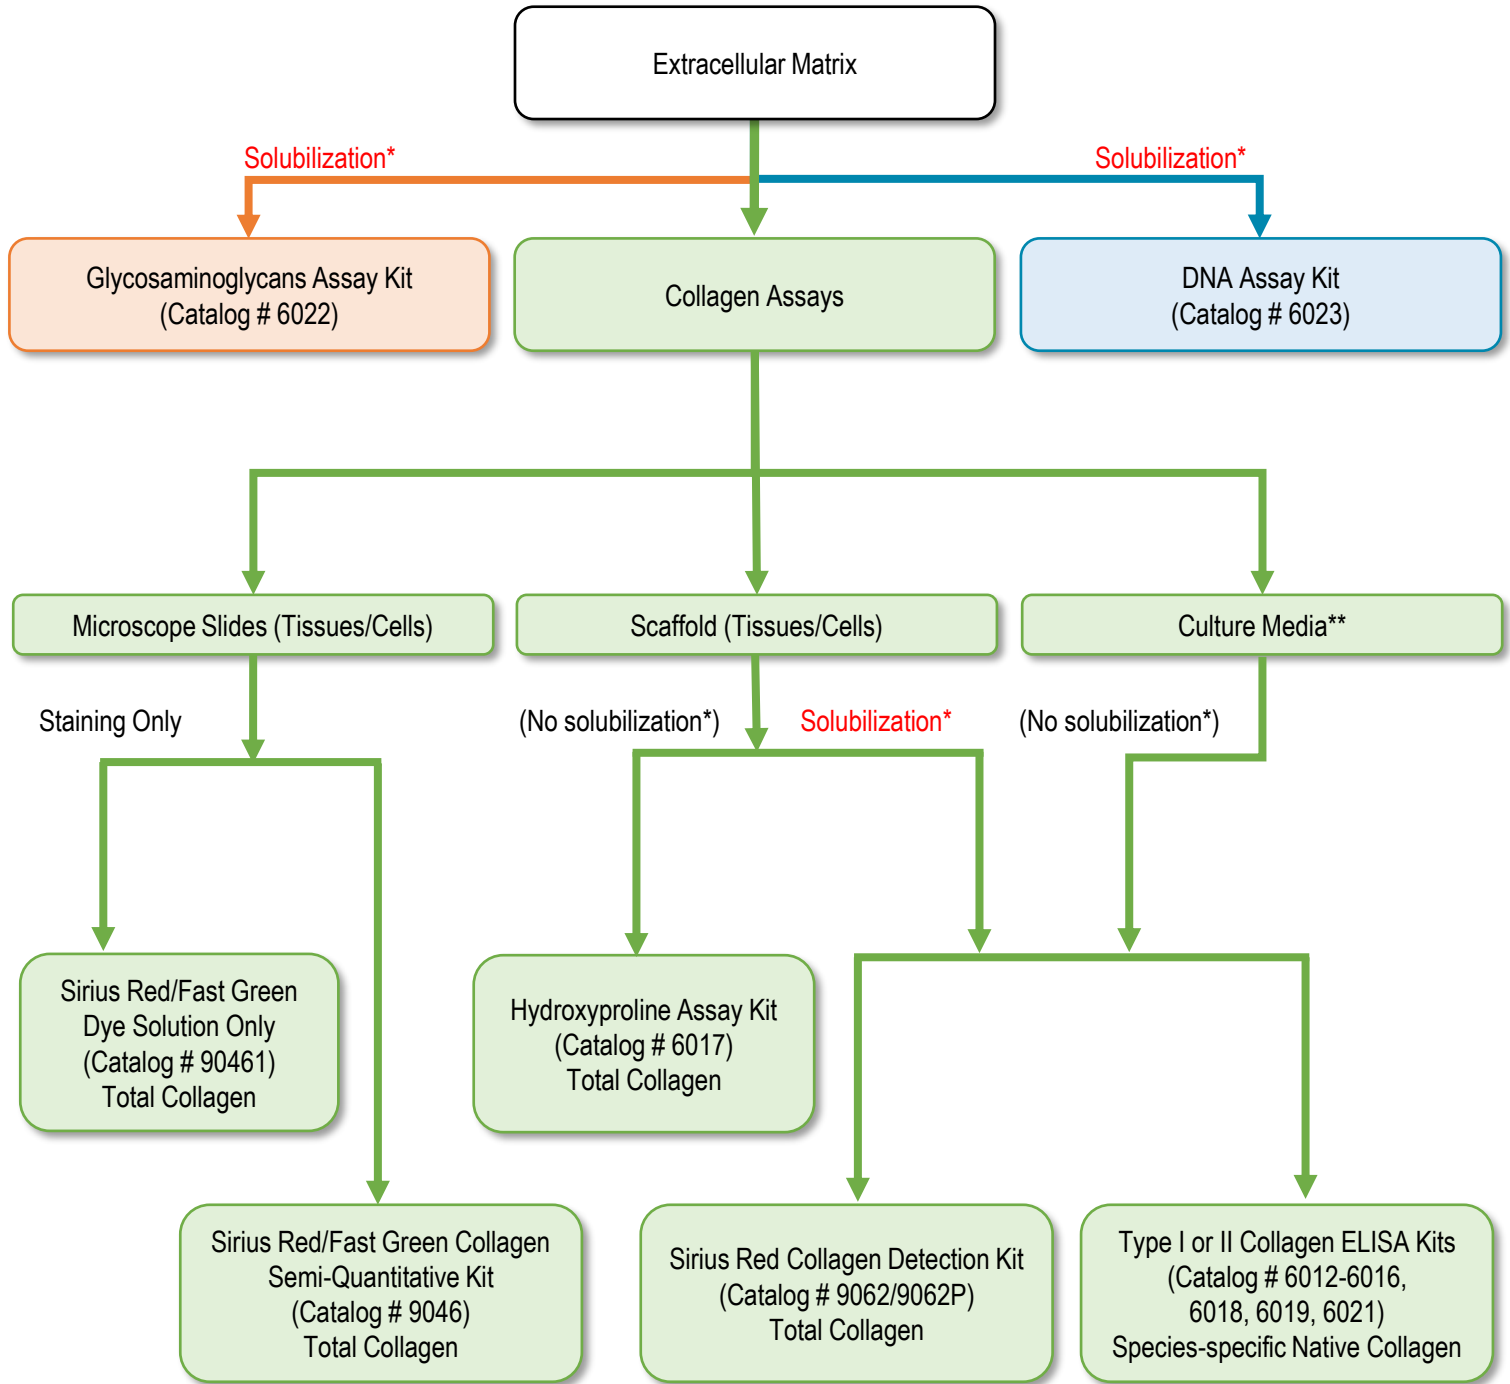 Extracellular Matrix
Solubilization*
Solubilization*
Glycosaminoglycans Assay Kit
(Catalog # 6022)
Collagen Assays
DNA Assay Kit
(Catalog # 6023)
Microscope Slides (Tissues/Cells)
Scaffold (Tissues/Cells)
Culture Media**
Staining Only
(No solubilization*)
Solubilization*
(No solubilization*)
Sirius Red/Fast Green
Dye Solution Only
(Catalog # 90461)
Total Collagen
Hydroxyproline Assay Kit
(Catalog # 6017)
Total Collagen
Sirius Red/Fast Green Collagen
Semi-Quantitative Kit
(Catalog # 9046)
Total Collagen
Sirius Red Collagen Detection Kit
(Catalog # 9062/9062P)
Total Collagen
Type I or II Collagen ELISA Kits
(Catalog # 6012-6016,
6018, 6019, 6021)
Species-specific Native Collagen